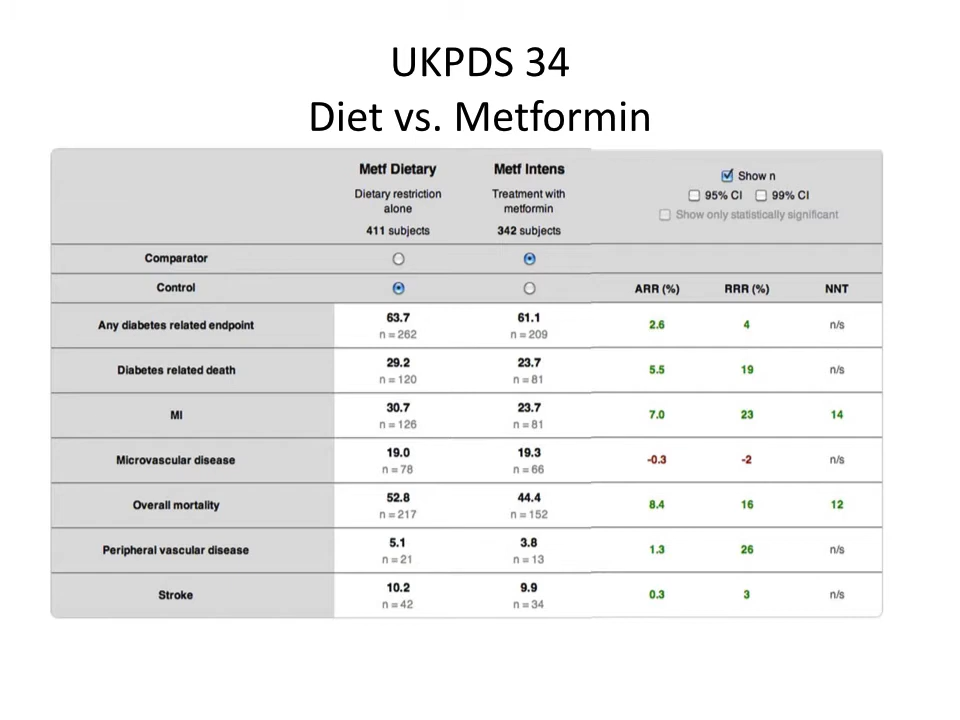 UKPDS 34
Diet vs. Metformin
Metf Dietary Metf Intens
Dietary restriction alone Treatment with metformin
411 subjects 342 subjects
Show n
95% CI 99% CI
Show only statistically significant
Comparator
Control ARR (%) RRR (%) NNT
Any diabetes related endpoint 63.7 61.1 2.6 4 n/s
n = 262 n = 209
Diabetes related death 29.2 23.7 5.5 19 n/s
n = 120 n = 81
MI 30.7 23.7 7.0 23 14
n = 126 n = 81
Microvascular disease 19.0 19.3 -0.3 -2 n/s
n = 78 n = 66
Overall mortality 52.8 44.4 8.4 16 12
n = 217 n = 152
Peripheral vascular disease 5.1 3.8 1.3 26 n/s
n = 21 n = 13
Stroke 10.2 9.9 0.3 3 n/s
n = 42 n = 34